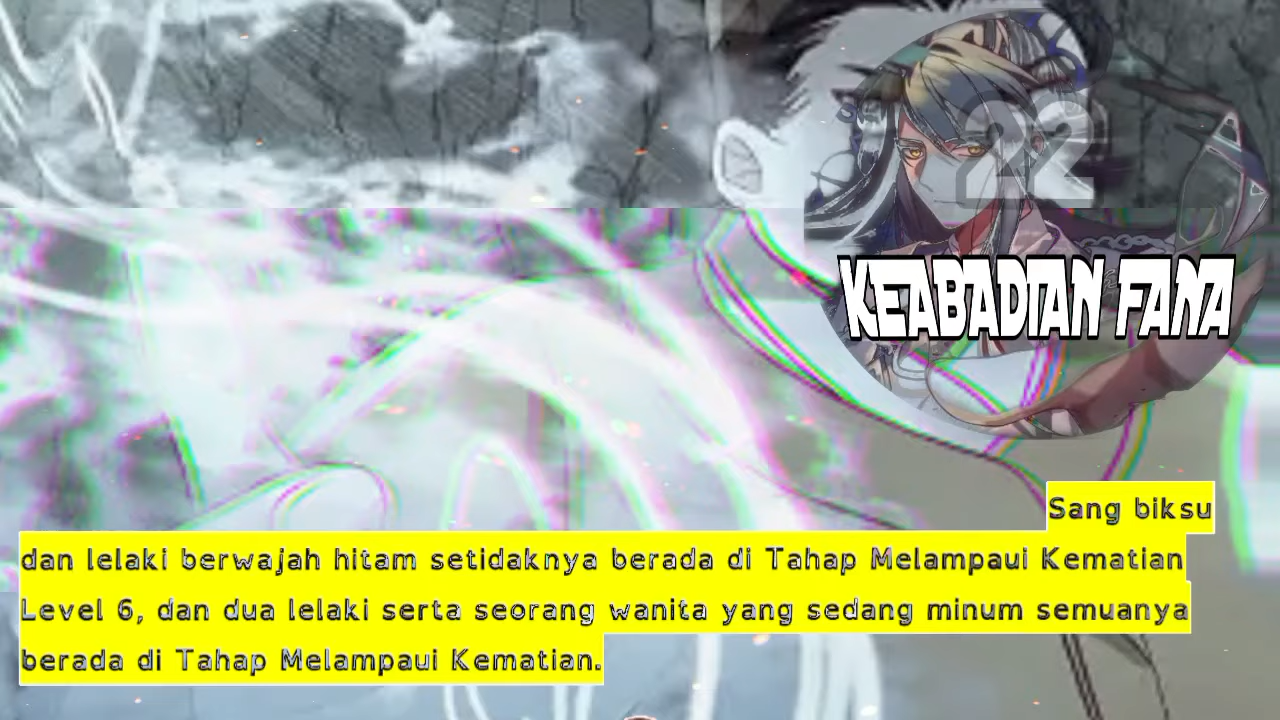 22
KEABADIAN FANA
Sang biksu
dan lelaki berwajah hitam setidaknya berada di Tahap Melampaui Kematian
Level 6, dan dua lelaki serta seorang wanita yang sedang minum semuanya
berada di Tahap Melampaui Kematian.